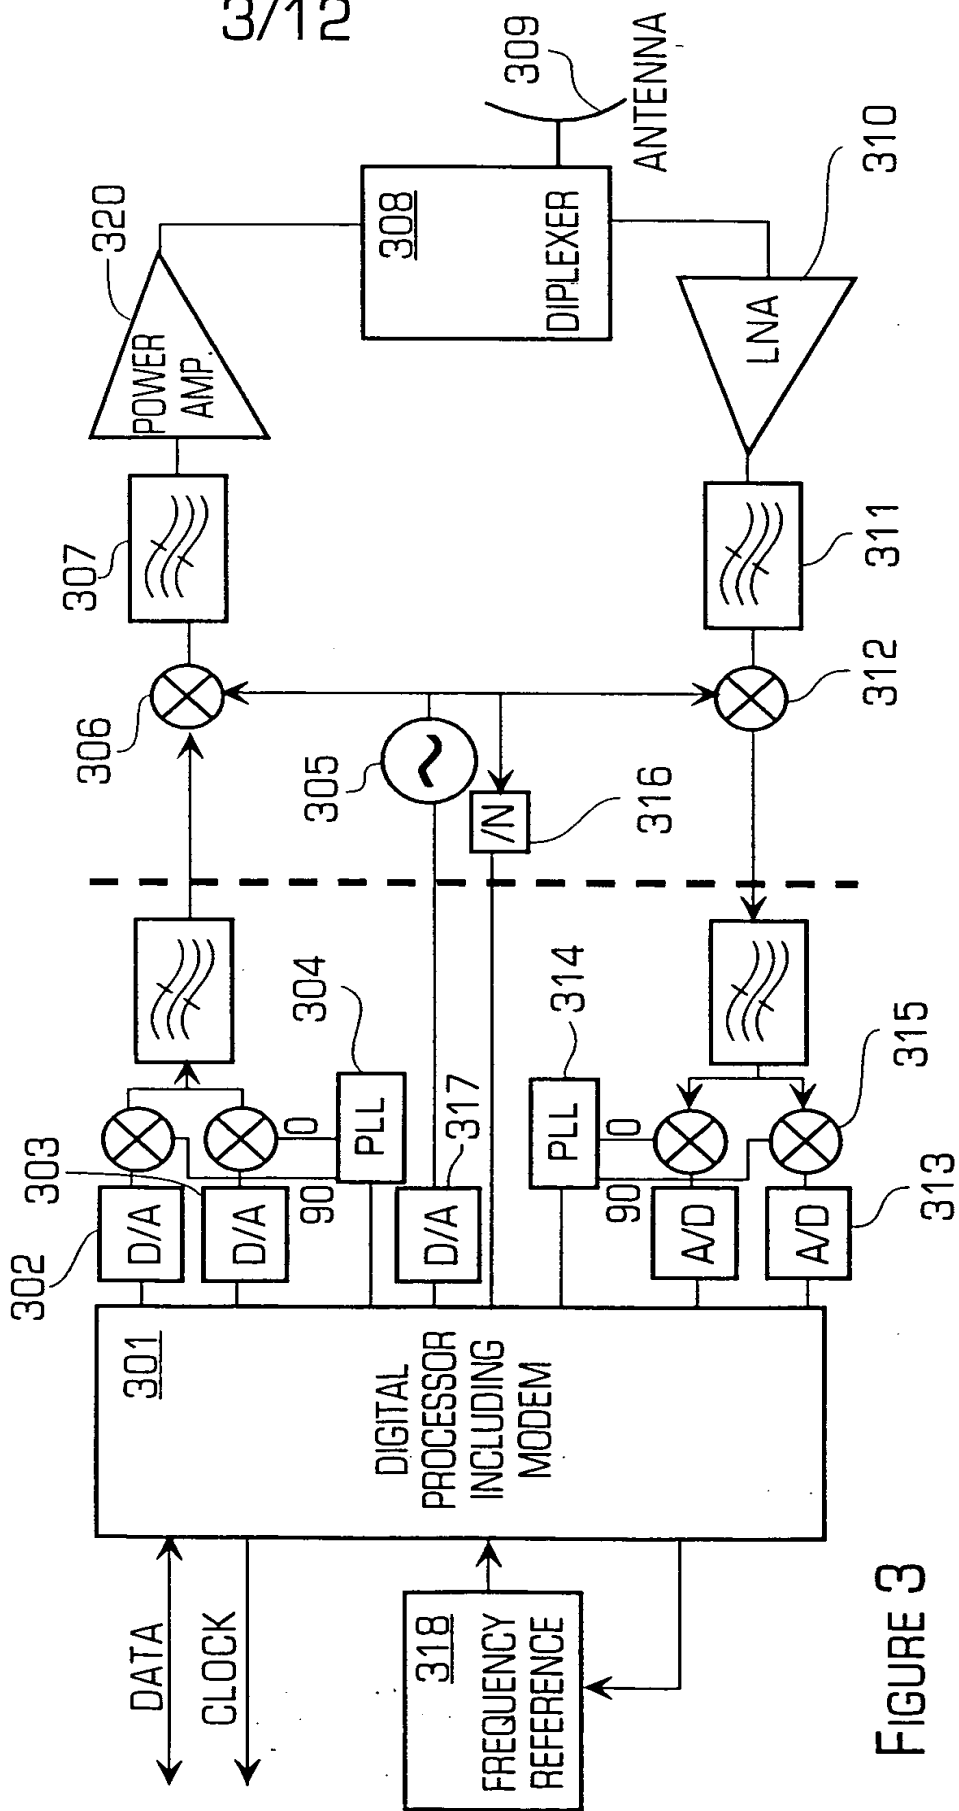 3/12
320
POWER
AMP.
307
306
308
DIPLEXER
309
ANTENNA
310
LNA
311
312
305
/N
316
304
PLL
0
90
303
302
D/A
D/A
D/A
317
314
PLL
0
90
315
A/D
A/D
313
301
DIGITAL
PROCESSOR
INCLUDING
MODEM
DATA
CLOCK
318
FREQUENCY
REFERENCE
FIGURE 3